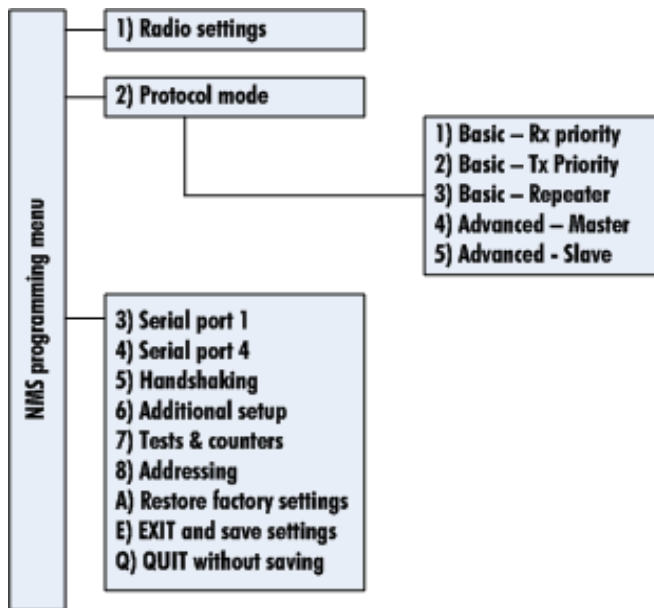 NMS programming menu
1) Radio settings
2) Protocol mode
1) Basic – Rx priority
2) Basic – Tx Priority
3) Basic – Repeater
4) Advanced – Master
5) Advanced - Slave
3) Serial port 1
4) Serial port 4
5) Handshaking
6) Additional setup
7) Tests & counters
8) Addressing
A) Restore factory settings
E) EXIT and save settings
Q) QUIT without saving